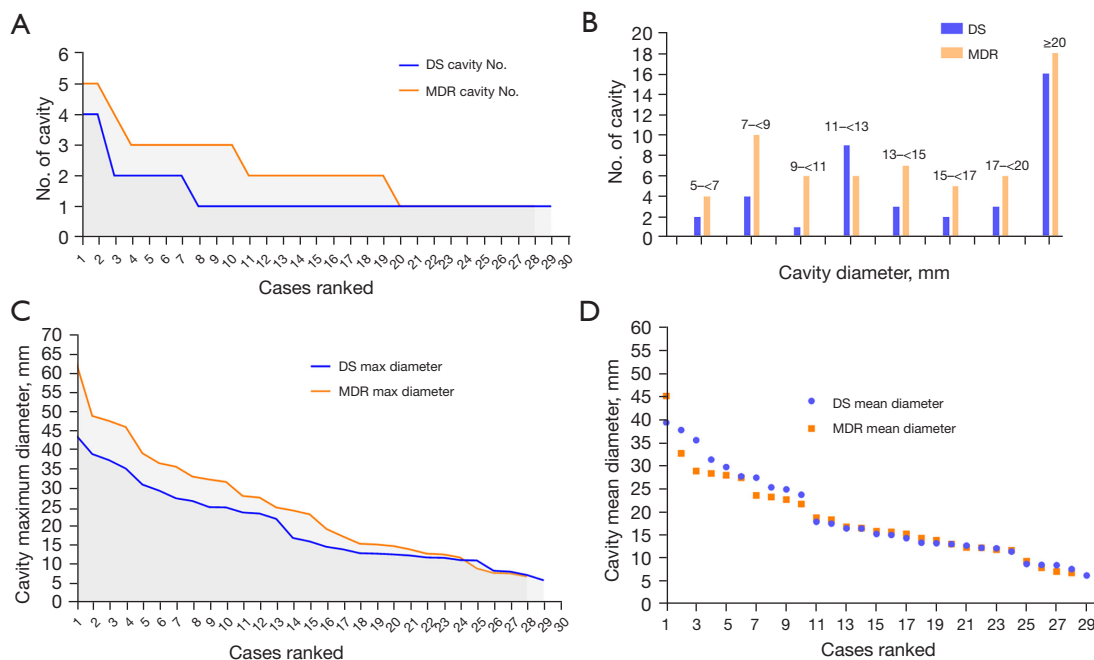 A
No. of cavity
6
5
4
3
2
1
0
DS cavity No.
MDR cavity No.
1 2 3 4 5 6 7 8 9 10 11 12 13 14 15 16 17 18 19 20 21 22 23 24 25 26 27 28 29 30
Cases ranked
B
No. of cavity
20
18
16
14
12
10
8
6
4
2
0
DS
MDR
5–<7
7–<9
9–<11
11–<13
13–<15
15–<17
17–<20
≥20
Cavity diameter, mm
C
Cavity maximum diameter, mm
70
65
60
55
50
45
40
35
30
25
20
15
10
5
0
DS max diameter
MDR max diameter
1 2 3 4 5 6 7 8 9 10 11 12 13 14 15 16 17 18 19 20 21 22 23 24 25 26 27 28 29 30
Cases ranked
D
Cavity mean diameter, mm
60
55
50
45
40
35
30
25
20
15
10
5
0
DS mean diameter
MDR mean diameter
1 3 5 7 9 11 13 15 17 19 21 23 25 27 29
Cases ranked